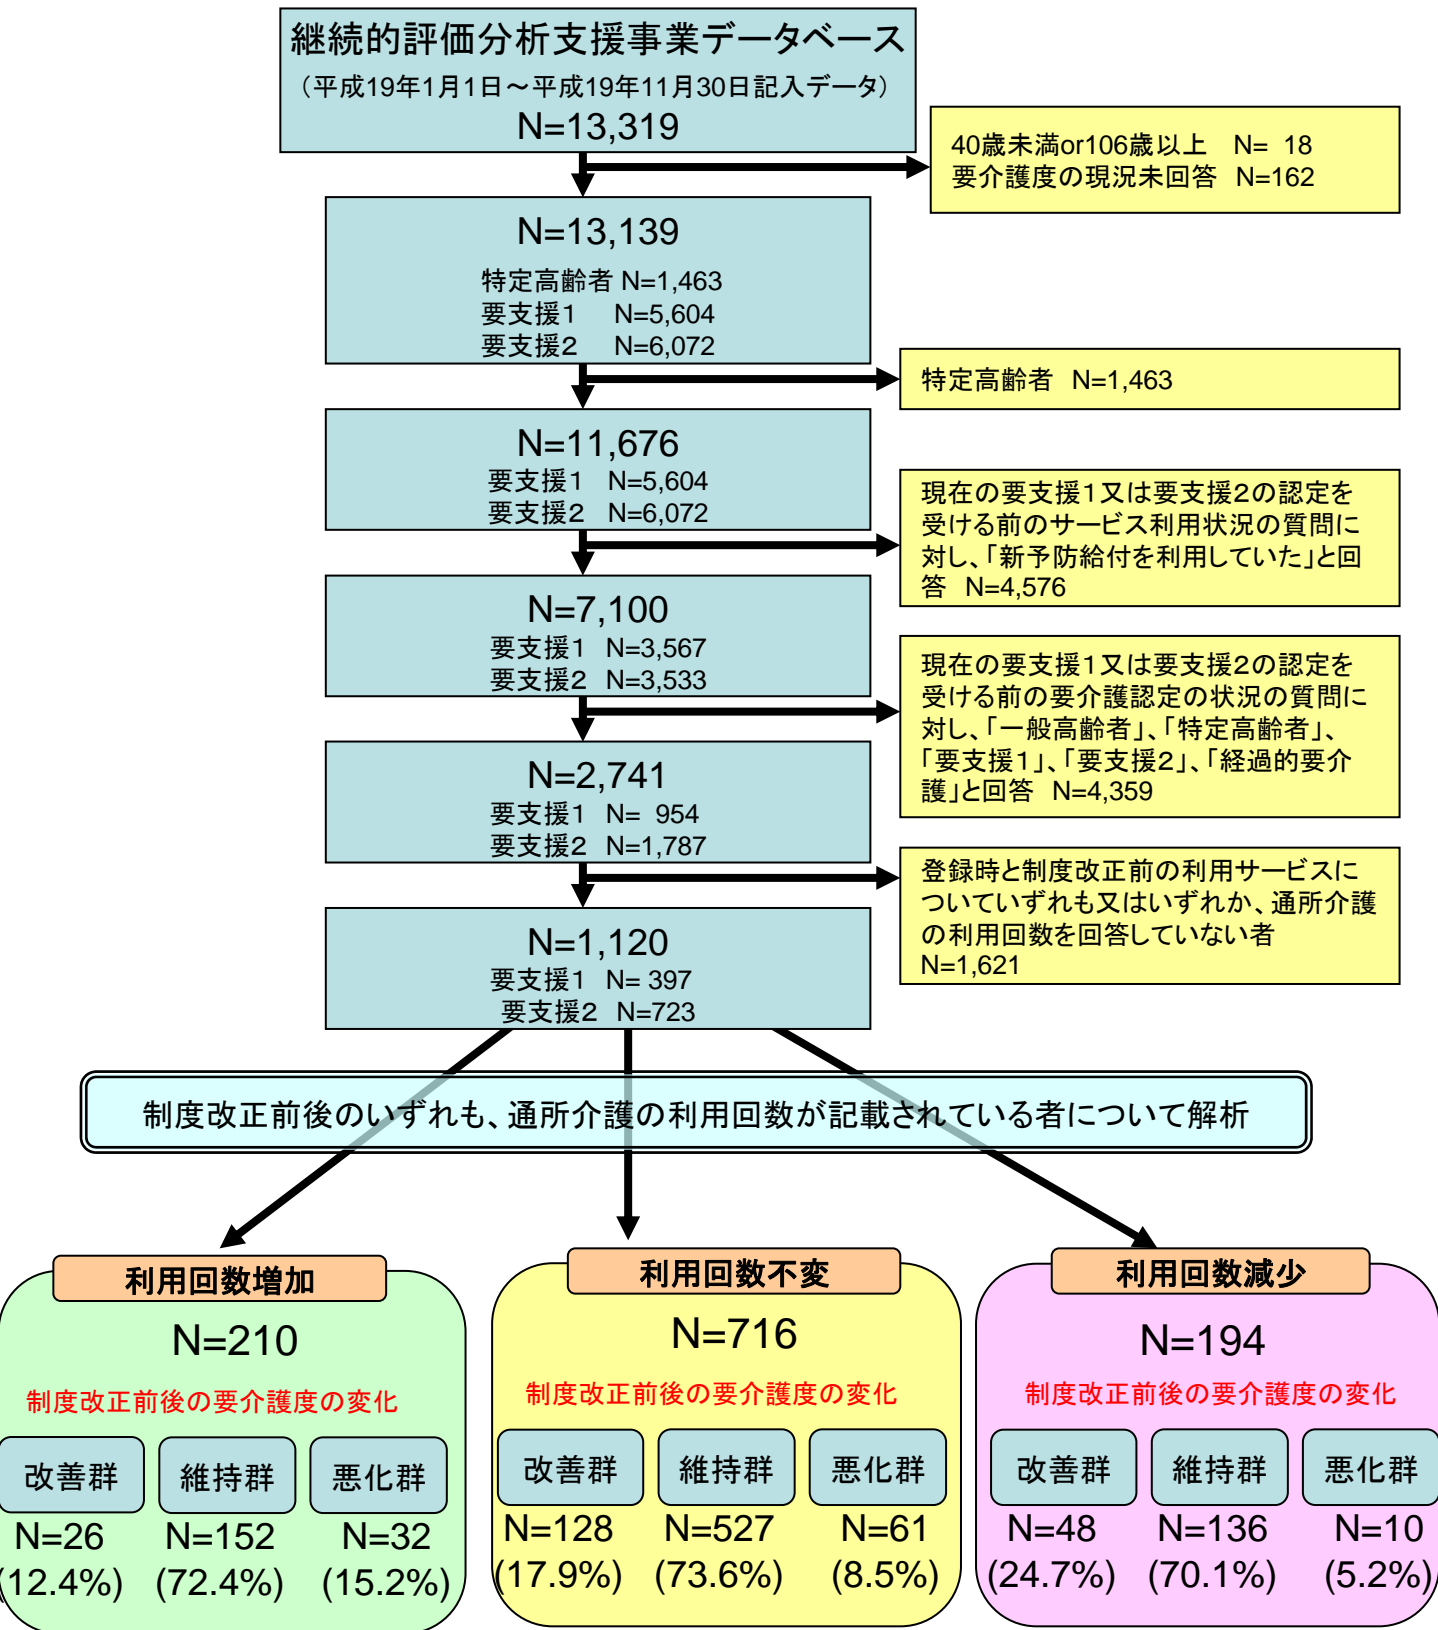 継続的評価分析支援事業データベース
（平成19年1月1日～平成19年11月30日記入データ）
N=13,319
40歳未満or106歳以上　N=  18
要介護度の現況未回答　N=162
N=13,139
特定高齢者 N=1,463
要支援1　 N=5,604
要支援2　 N=6,072
特定高齢者　N=1,463
N=11,676
要支援1　N=5,604
要支援2　N=6,072
現在の要支援1又は要支援2の認定を
受ける前のサービス利用状況の質問に
対し、「新予防給付を利用していた」と回
答　N=4,576
N=7,100
要支援1　N=3,567
要支援2　N=3,533
現在の要支援1又は要支援2の認定を
受ける前の要介護認定の状況の質問に
対し、「一般高齢者」、「特定高齢者」、
「要支援1」、「要支援2」、「経過的要介
護」と回答　N=4,359
N=2,741
要支援1　N=  954
要支援2　N=1,787
登録時と制度改正前の利用サービスに
ついていずれも又はいずれか、通所介護
の利用回数を回答していない者
N=1,621
N=1,120
要支援1　N= 397
要支援2　N=723
制度改正前後のいずれも、通所介護の利用回数が記載されている者について解析
利用回数増加
N=210
制度改正前後の要介護度の変化
改善群　維持群　悪化群
N=26　N=152　N=32
(12.4%)　(72.4%)　(15.2%)
利用回数不変
N=716
制度改正前後の要介護度の変化
改善群　維持群　悪化群
N=128　N=527　N=61
(17.9%)　(73.6%)　(8.5%)
利用回数減少
N=194
制度改正前後の要介護度の変化
改善群　維持群　悪化群
N=48　N=136　N=10
(24.7%)　(70.1%)　(5.2%)